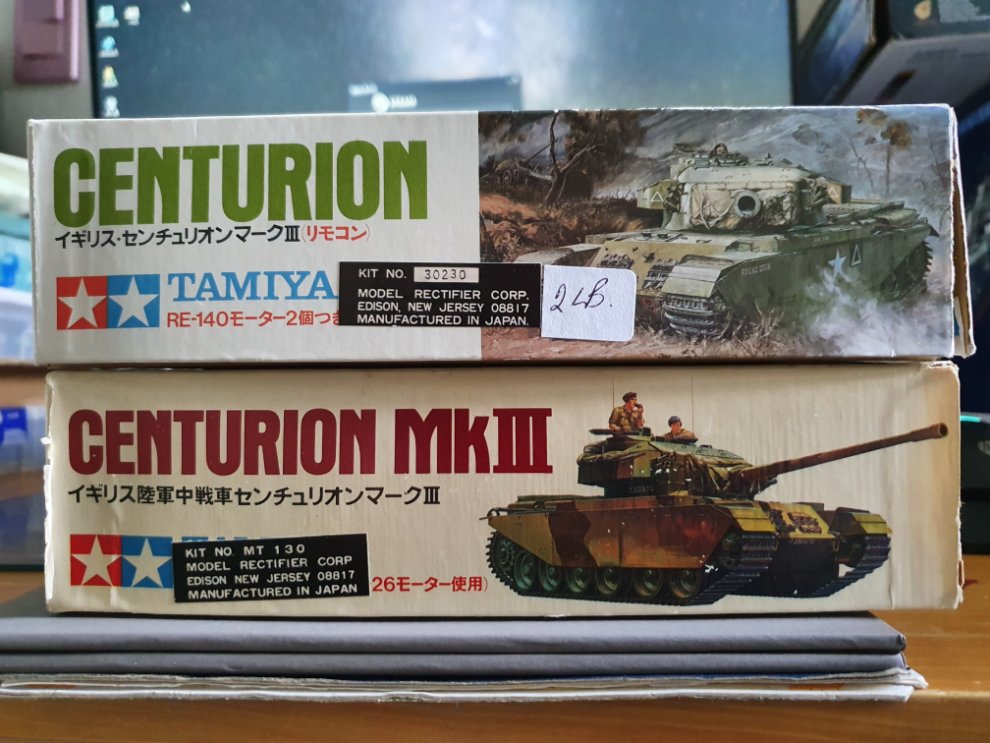 CENTURION
イギリス・センチュリオンマークⅢ(リモコン)
TAMIYA
RE-140モーター2個つき
KIT NO. 30230
MODEL RECTIFIER CORP.
EDISON, NEW JERSEY 08817
MANUFACTURED IN JAPAN.
2 LB.
CENTURION MkIII
イギリス陸軍中戦車センチュリオンマークⅢ
KIT NO. MT 130
MODEL RECTIFIER CORP
EDISON NEW JERSEY 08817
MANUFACTURED IN JAPAN
26モーター使用)